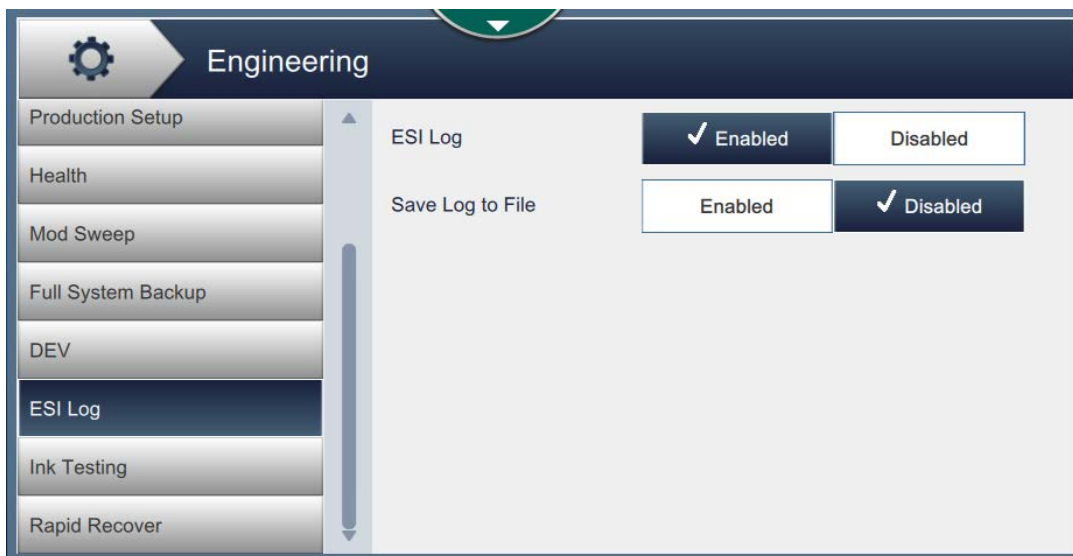 Engineering
Production Setup
Health
Mod Sweep
Full System Backup
DEV
ESI Log
Ink Testing
Rapid Recover
ESI Log Enabled Disabled
Save Log to File Enabled Disabled